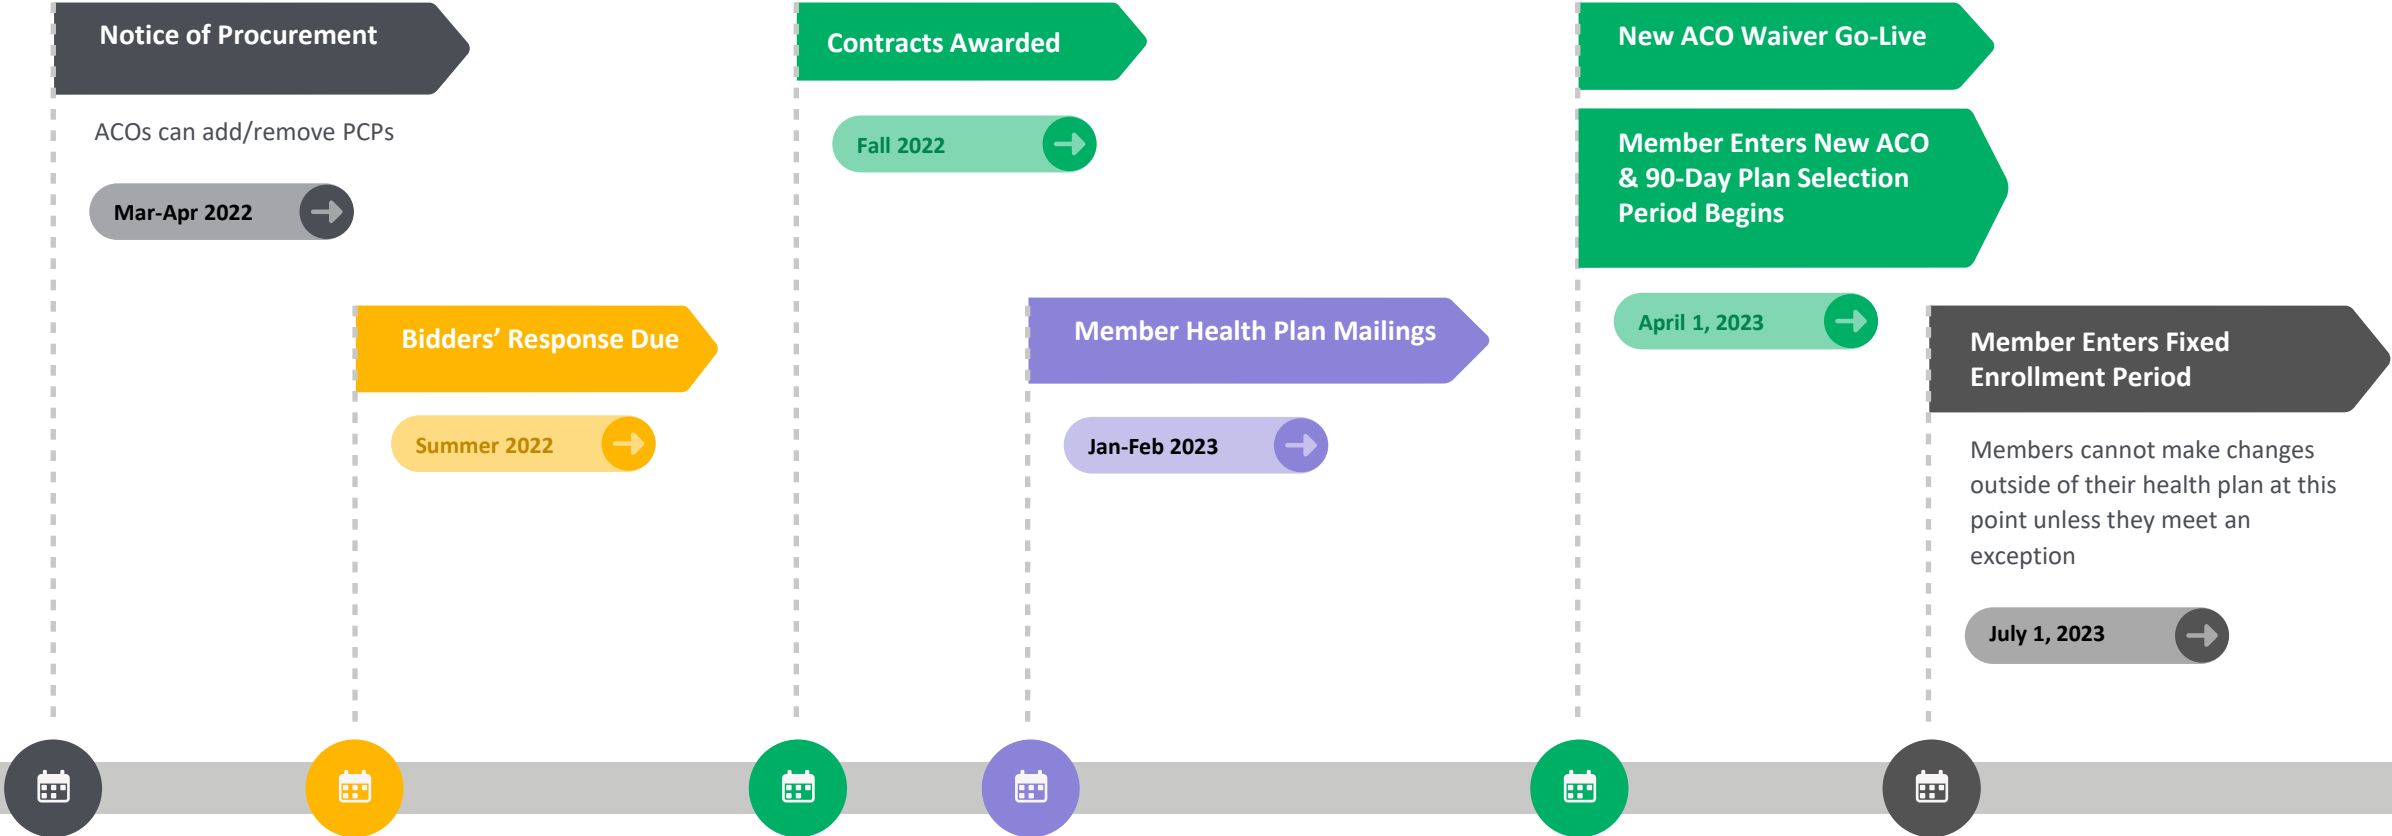 Notice of Procurement
ACOs can add/remove PCPs
Mar-Apr 2022
Bidders’ Response Due
Summer 2022
Contracts Awarded
Fall 2022
Member Health Plan Mailings
Jan-Feb 2023
New ACO Waiver Go-Live
Member Enters New ACO
& 90-Day Plan Selection
Period Begins
April 1, 2023
Member Enters Fixed
Enrollment Period
Members cannot make changes
outside of their health plan at this
point unless they meet an
exception
July 1, 2023